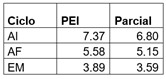 Ciclo PEI Parcial
AI 7.37 6.80
AF 5.58 5.15
EM 3.89 3.59